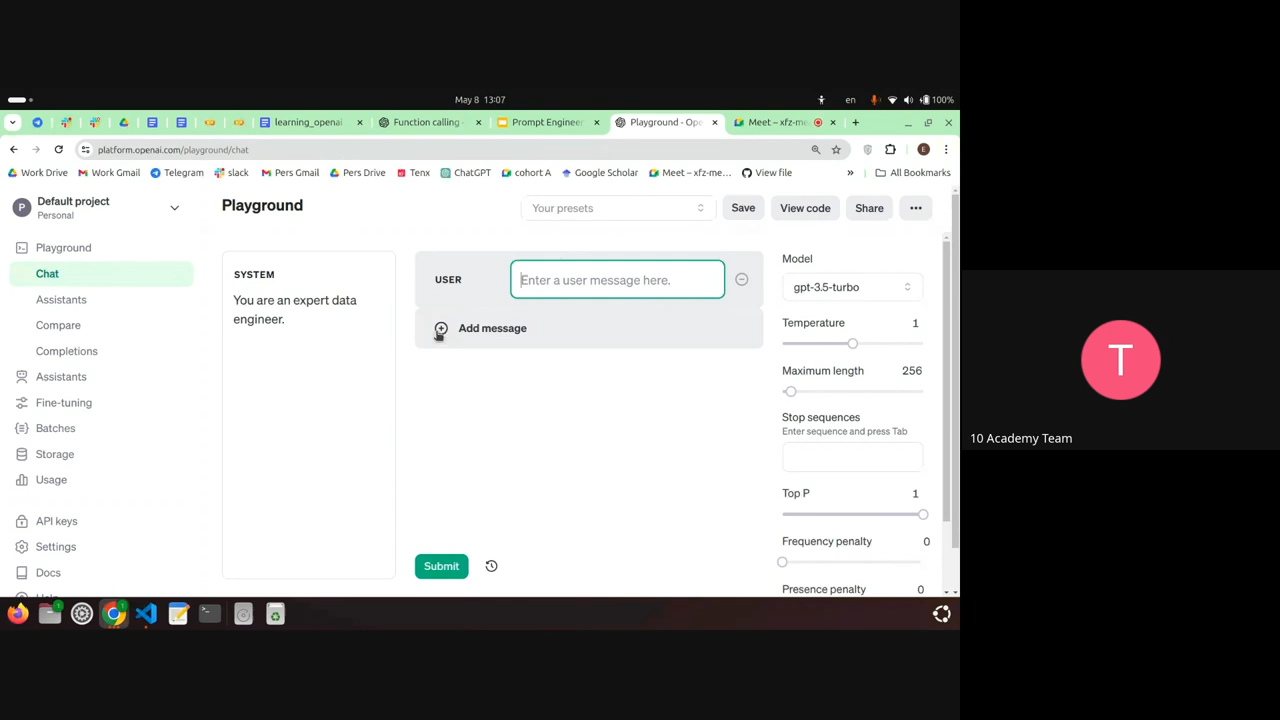 May 8 13:07
en
100%
learning_openai
Function calling -
Prompt Enginee
Playground - Ope
Meet – xfz-m
platform.openai.com/playground/chat
E
Work Drive
Work Gmail
Telegram
slack
Pers Gmail
Pers Drive
Tenx
ChatGPT
cohort A
Google Scholar
Meet – xfz-me...
View file
»
All Bookmarks
P
Default project
Personal
Playground
Your presets
Save
View code
Share
Playground
Chat
Assistants
Compare
Completions
Assistants
Fine-tuning
Batches
Storage
Usage
API keys
Settings
Docs
SYSTEM
You are an expert data
engineer.
USER
Enter a user message here.
Add message
Submit
Model
gpt-3.5-turbo
Temperature 1
Maximum length 256
Stop sequences
Enter sequence and press Tab
Top P 1
Frequency penalty 0
Presence penalty 0
T
10 Academy Team